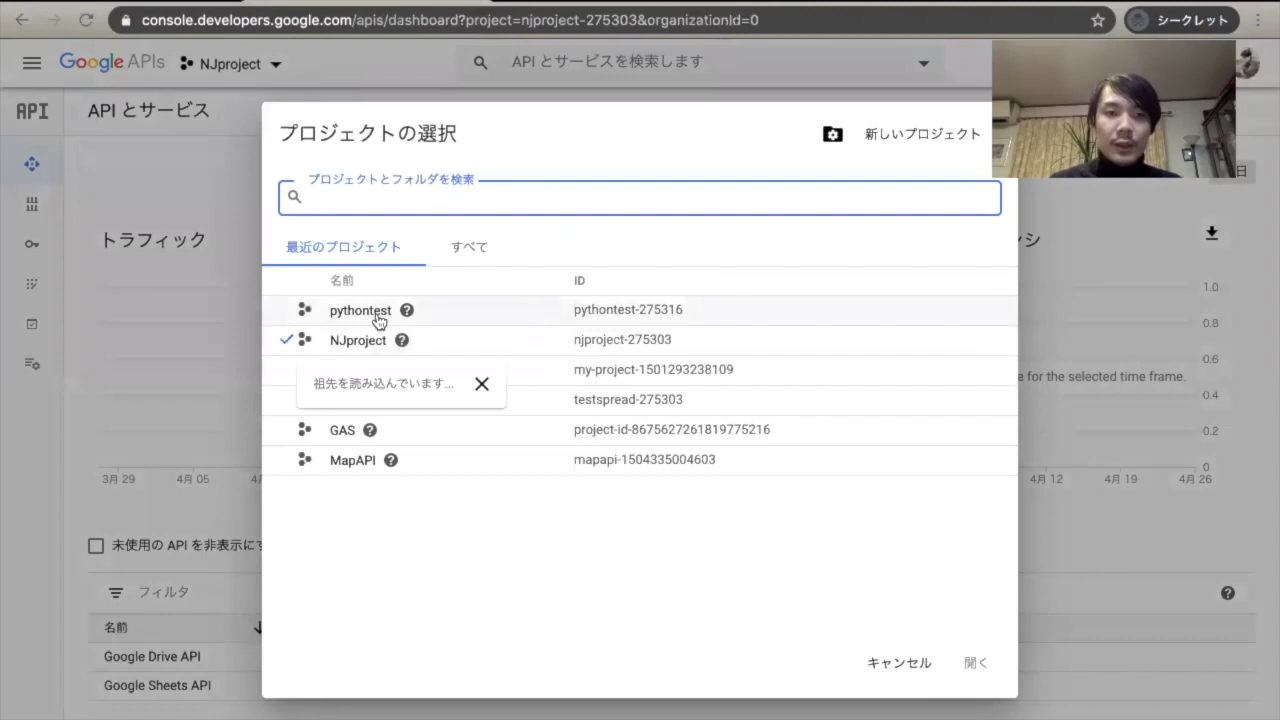 console.developers.google.com/apis/dashboard?project=njproject-275303&organizationId=0
シークレット
Google APIs
NJproject
API とサービスを検索します
API
API とサービス
プロジェクトの選択
新しいプロジェクト
日
プロジェクトとフォルダを検索
トラフィック
最近のプロジェクト
すべて
ンシ
名前
ID
1.0
pythontest
pythontest-275316
0.8
NJproject
njproject-275303
0.6
my-project-1501293238109
e for the selected time frame.
祖先を読み込んでいます...
testspread-275303
0.4
GAS
project-id-8675627261819775216
0.2
MapAPI
mapapi-1504335004603
0
3月 29
4月 05
4月 12
4月 19
4月 26
未使用の API を非表示にす
フィルタ
名前
Google Drive API
キャンセル
開く
Google Sheets API